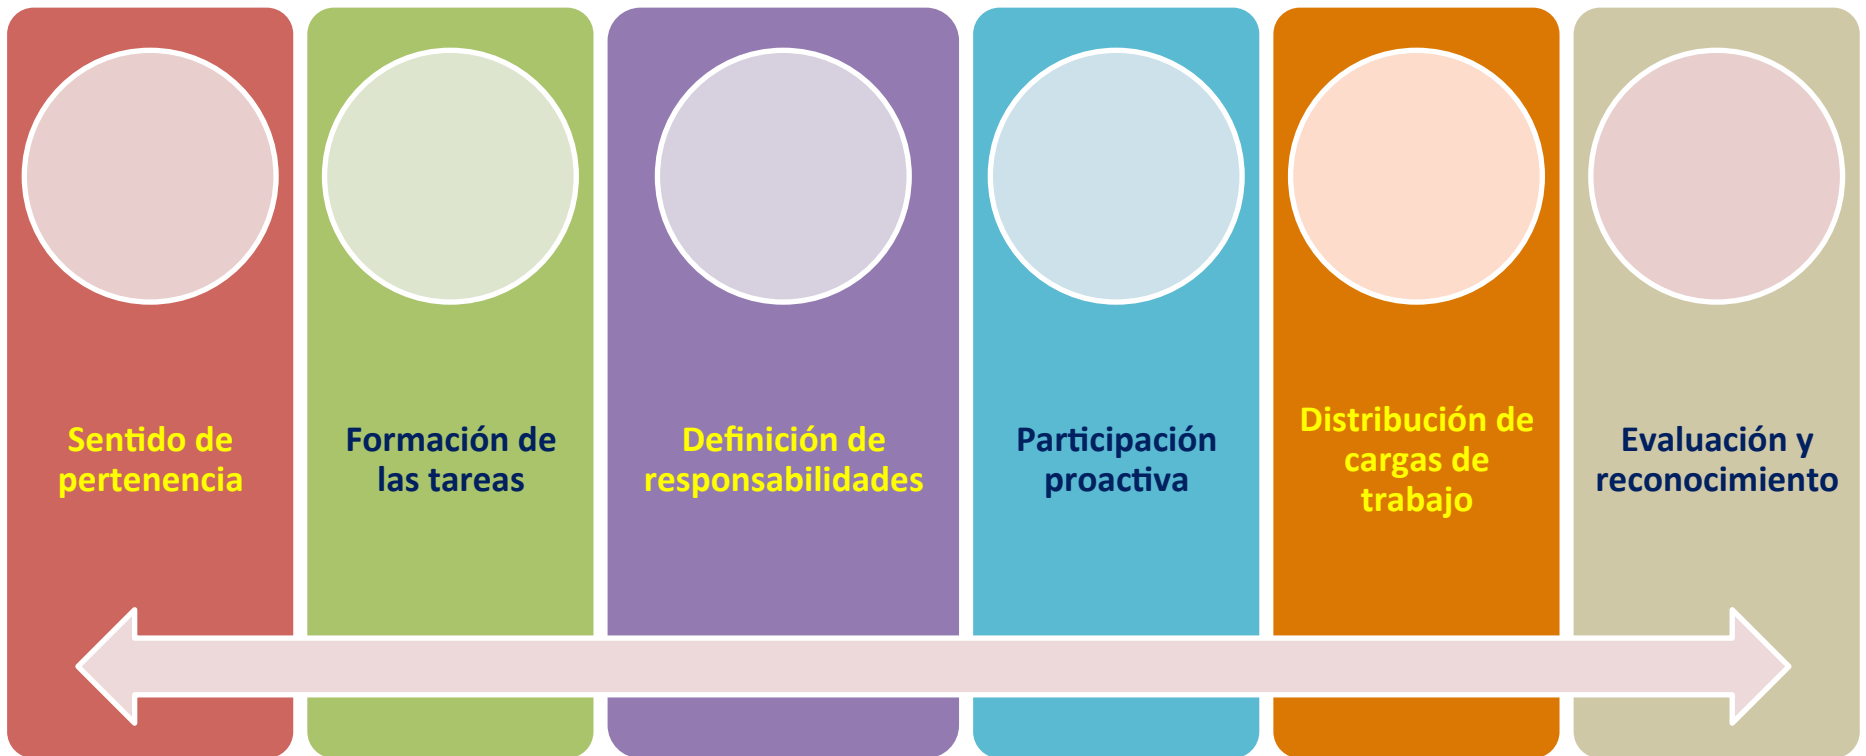 Sentido de
pertenencia
Formación de
las tareas
Definición de
responsabilidades
Participación
proactiva
Distribución de
cargas de
trabajo
Evaluación y
reconocimiento